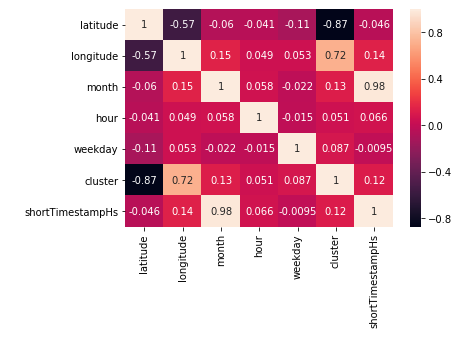 latitude 1 -0.57 -0.06 -0.041 -0.11 -0.87 -0.046
longitude -0.57 1 0.15 0.049 0.053 0.72 0.14
month -0.06 0.15 1 0.058 -0.022 0.13 0.98
hour -0.041 0.049 0.058 1 -0.015 0.051 0.066
weekday -0.11 0.053 -0.022 -0.015 1 0.087 -0.0095
cluster -0.87 0.72 0.13 0.051 0.087 1 0.12
shortTimestampHs -0.046 0.14 0.98 0.066 -0.0095 0.12 1
latitude
longitude
month
hour
weekday
cluster
shortTimestampHs
0.8
0.4
0.0
−0.4
−0.8